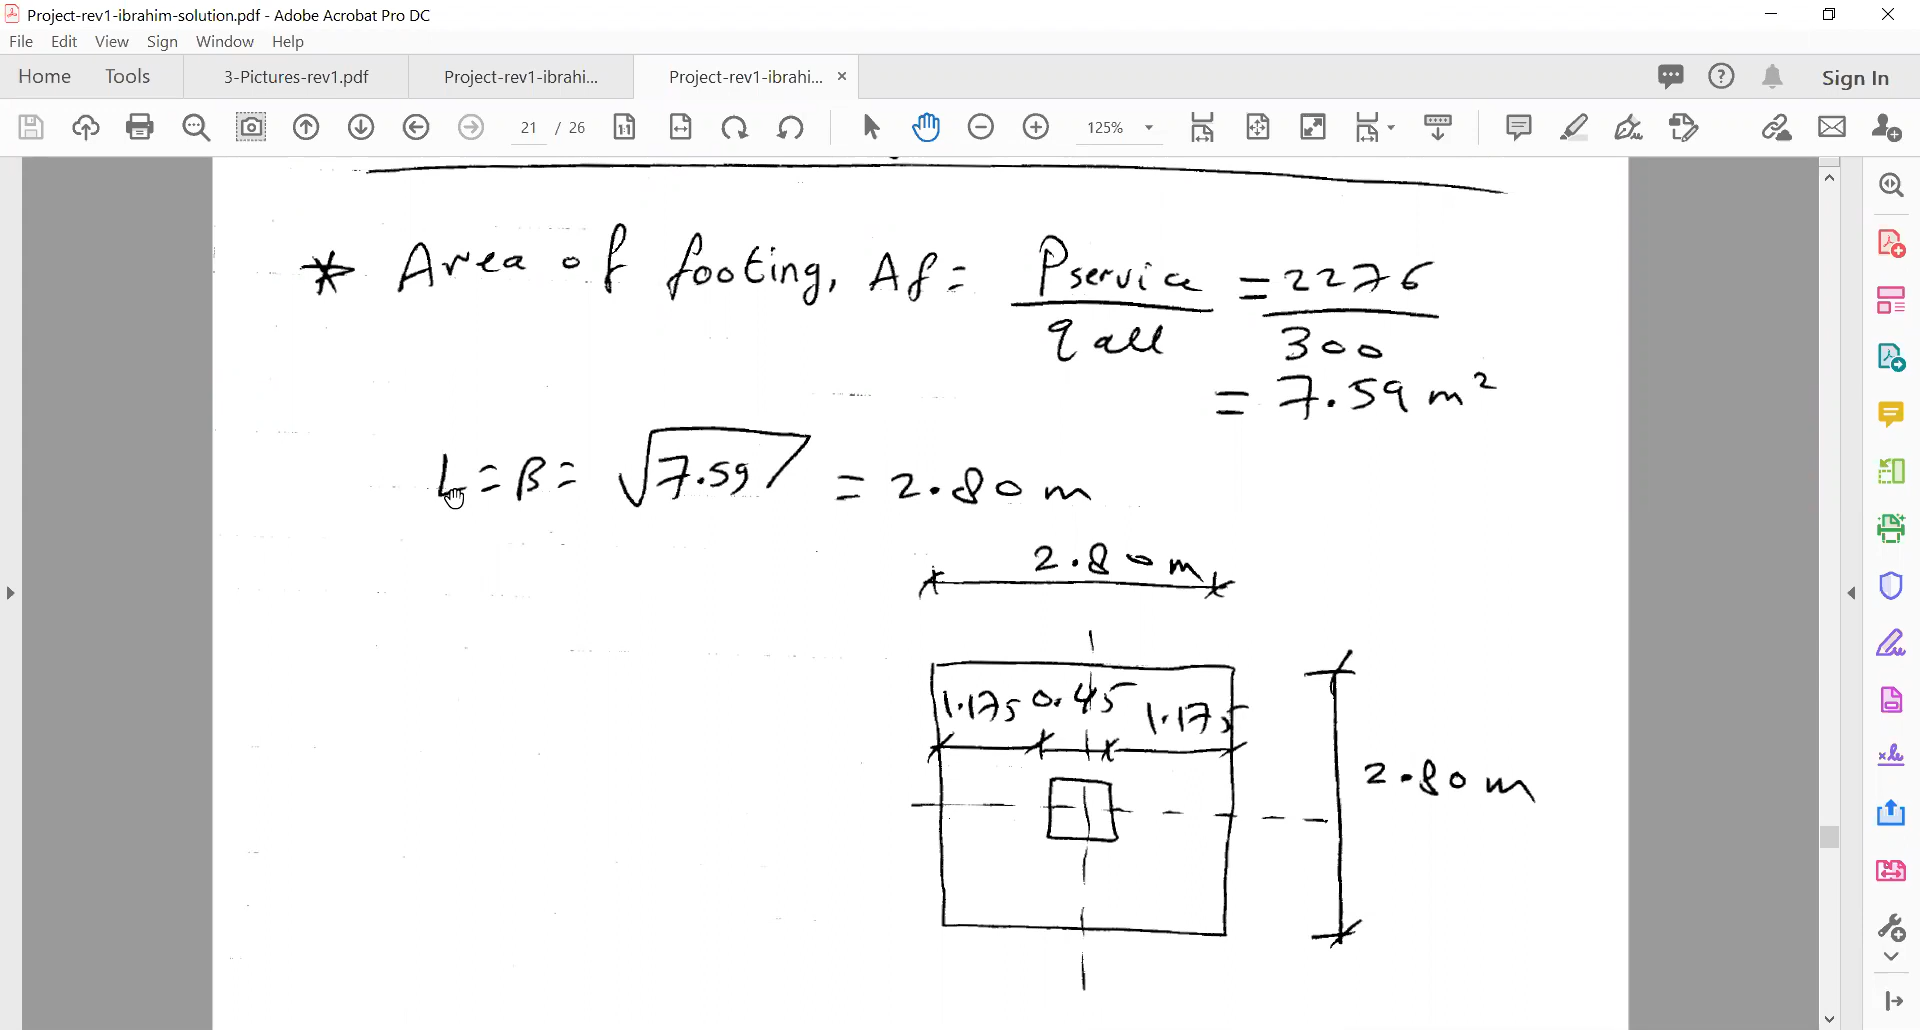 Project-rev1-ibrahim-solution.pdf - Adobe Acrobat Pro DC
File Edit View Sign Window Help
Home Tools 3-Pictures-rev1.pdf Project-rev1-ibrahi... Project-rev1-ibrahi... × Sign In
21 / 26 125%
* Area of footing, Af = Pservice / q all = 2276 / 300
= 7.59 m²
L = B = √7.59 = 2.80 m
2.80 m
1.175 0.45 1.175
2.80 m